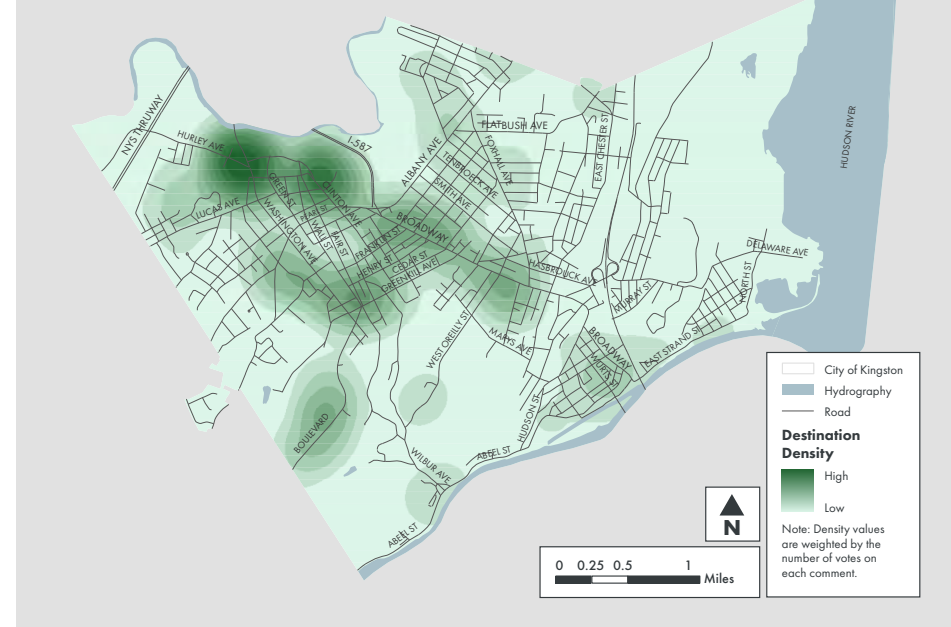 NYS THRUWAY
HURLEY AVE
I-587
FLATBUSH AVE
ALBANY AVE
FOXHALL AVE
EAST CHESTER ST
HUDSON RIVER
TENBROECK AVE
SMITH AVE
GREEN ST
CLINTON AVE
LUCAS AVE
WASHINGTON AVE
PEARL ST
WALL ST
FAIR ST
FRANKLIN ST
BROADWAY
HENRY ST
CEDAR ST
GREENKILL AVE
HASBROUCK AVE
DELAWARE AVE
NORTH ST
MURRAY ST
WEST OREILLY ST
MARYS AVE
BROADWAY
WURTS ST
EAST STRAND ST
BOULEVARD
HUDSON ST
WILBUR AVE
ABEEL ST
ABEEL ST
City of Kingston
Hydrography
Road
Destination
Density
High
Low
Note: Density values
are weighted by the
number of votes on
each comment.
N
0 0.25 0.5 1
Miles